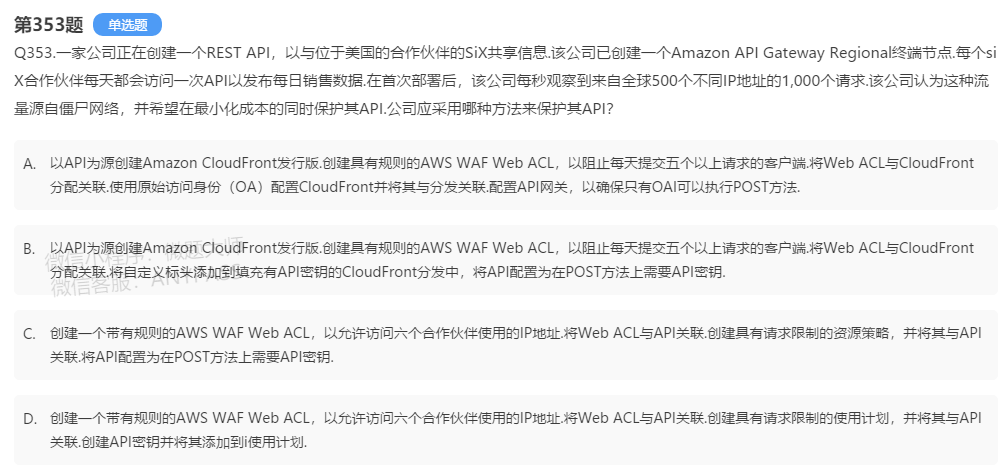 第353题 单选题
Q353.一家公司正在创建一个REST API，以与位于美国的合作伙伴的SiX共享信息.该公司已创建一个Amazon API Gateway Regional终端节点.每个si
X合作伙伴每天都会访问一次API以发布每日销售数据.在首次部署后，该公司每秒观察到来自全球500个不同IP地址的1,000个请求.该公司认为这种流
量源自僵尸网络，并希望在最小化成本的同时保护其API.公司应采用哪种方法来保护其API？
A. 以API为源创建Amazon CloudFront发行版.创建具有规则的AWS WAF Web ACL，以阻止每天提交五个以上请求的客户端.将Web ACL与CloudFront
分配关联.使用原始访问身份（OA）配置CloudFront并将其与分发关联.配置API网关，以确保只有OAI可以执行POST方法.
B. 以API为源创建Amazon CloudFront发行版.创建具有规则的AWS WAF Web ACL，以阻止每天提交五个以上请求的客户端.将Web ACL与CloudFront
分配关联.将自定义标头添加到填充有API密钥的CloudFront分发中，将API配置为在POST方法上需要API密钥.
微信小程序：微题大师
微信客服：
C. 创建一个带有规则的AWS WAF Web ACL，以允许访问六个合作伙伴使用的IP地址.将Web ACL与API关联.创建具有请求限制的资源策略，并将其与API
关联.将API配置为在POST方法上需要API密钥.
D. 创建一个带有规则的AWS WAF Web ACL，以允许访问六个合作伙伴使用的IP地址.将Web ACL与API关联.创建具有请求限制的使用计划，并将其与API
关联.创建API密钥并将其添加到i使用计划.